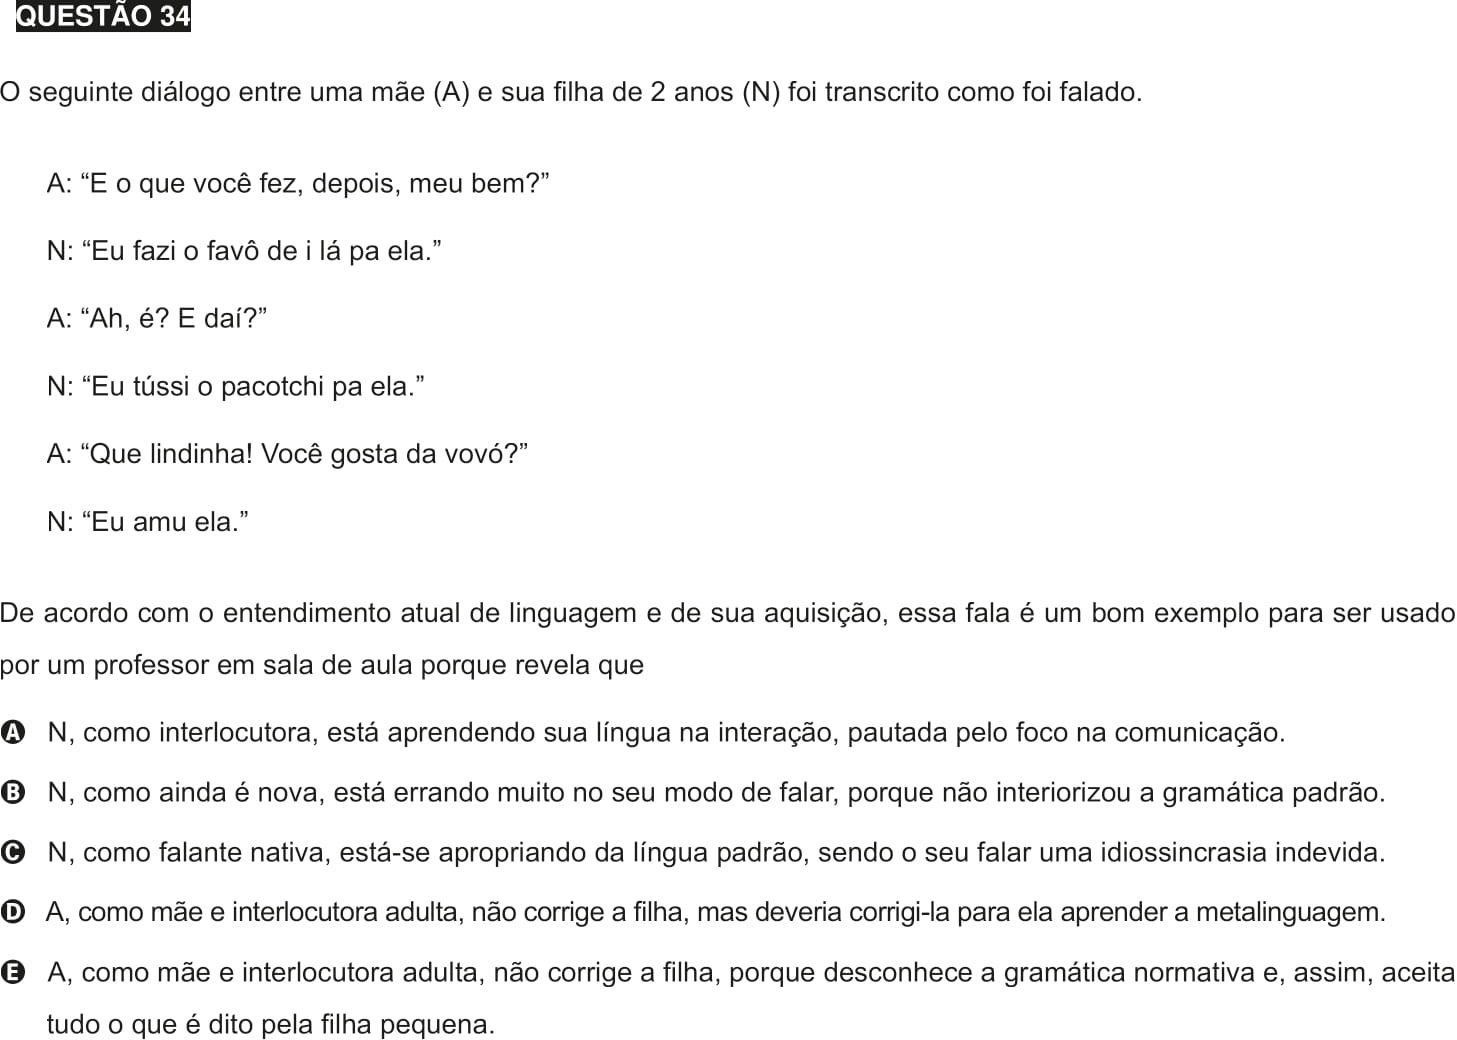 QUESTÃO 34
O seguinte diálogo entre uma mãe (A) e sua filha de 2 anos (N) foi transcrito como foi falado.
A: “E o que você fez, depois, meu bem?”
N: “Eu fazi o favô de i lá pa ela.”
A: “Ah, é? E daí?”
N: “Eu tússi o pacotchi pa ela.”
A: “Que lindinha! Você gosta da vovó?”
N: “Eu amu ela.”
De acordo com o entendimento atual de linguagem e de sua aquisição, essa fala é um bom exemplo para ser usado
por um professor em sala de aula porque revela que
A N, como interlocutora, está aprendendo sua língua na interação, pautada pelo foco na comunicação.
B N, como ainda é nova, está errando muito no seu modo de falar, porque não interiorizou a gramática padrão.
C N, como falante nativa, está-se apropriando da língua padrão, sendo o seu falar uma idiossincrasia indevida.
D A, como mãe e interlocutora adulta, não corrige a filha, mas deveria corrigi-la para ela aprender a metalinguagem.
E A, como mãe e interlocutora adulta, não corrige a filha, porque desconhece a gramática normativa e, assim, aceita
tudo o que é dito pela filha pequena.